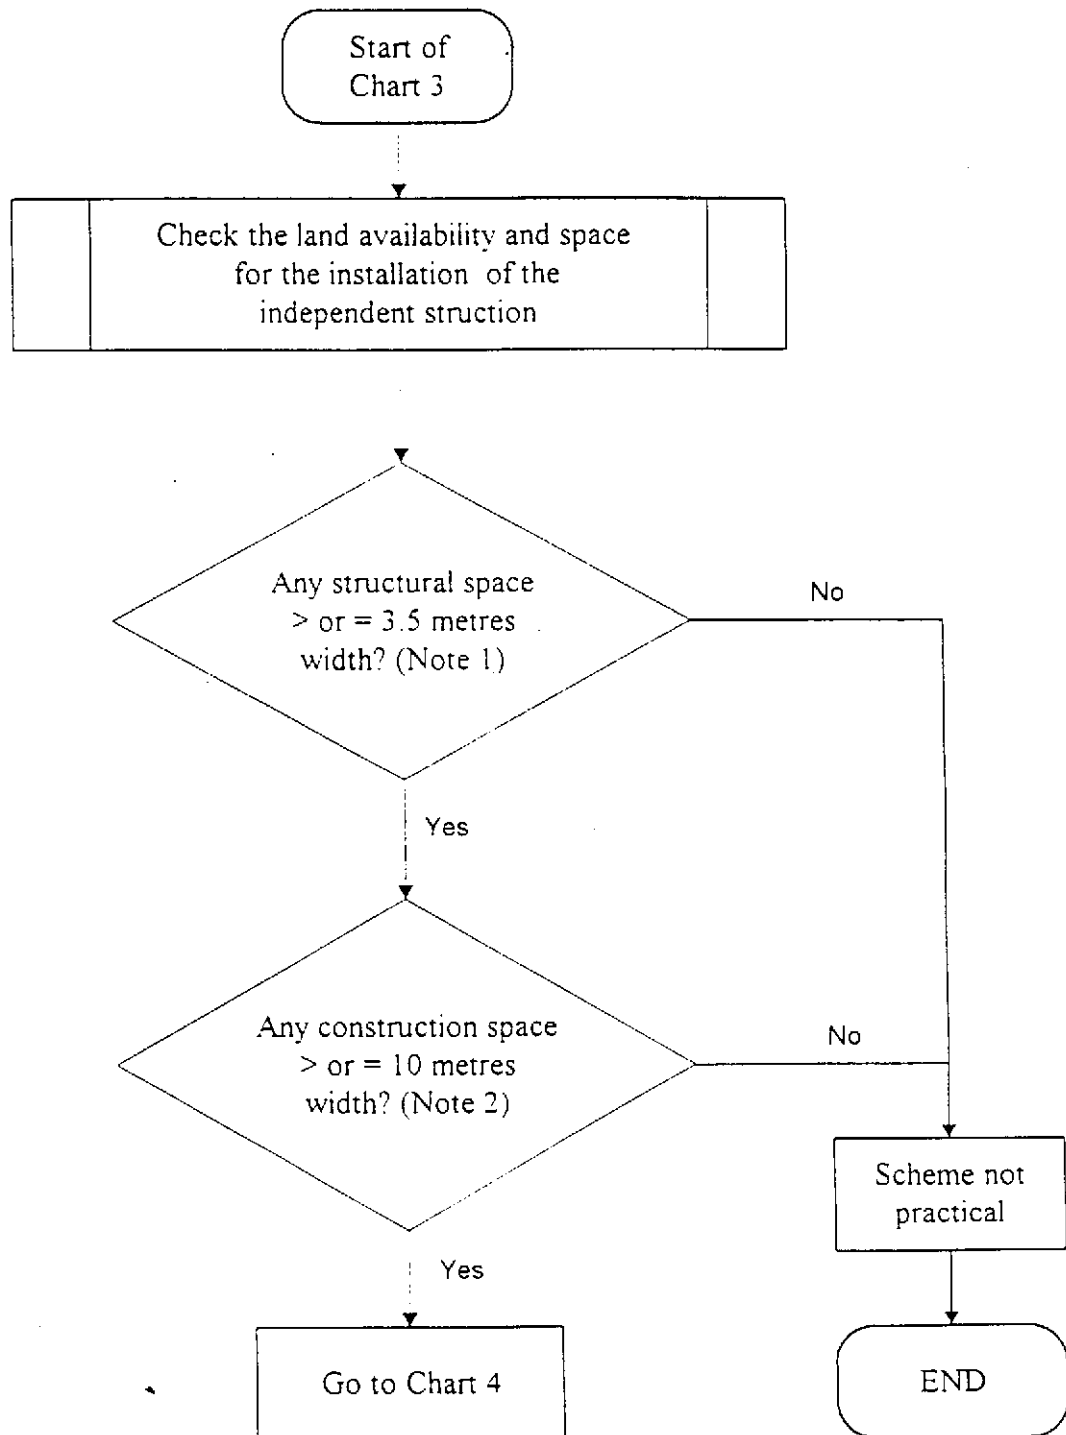 Start of
Chart 3
Check the land availability and space
for the installation of the
independent struction
Any structural space
> or = 3.5 metres
width? (Note 1)
No
Yes
Any construction space
> or = 10 metres
width? (Note 2)
No
Scheme not
practical
Yes
Go to Chart 4
END